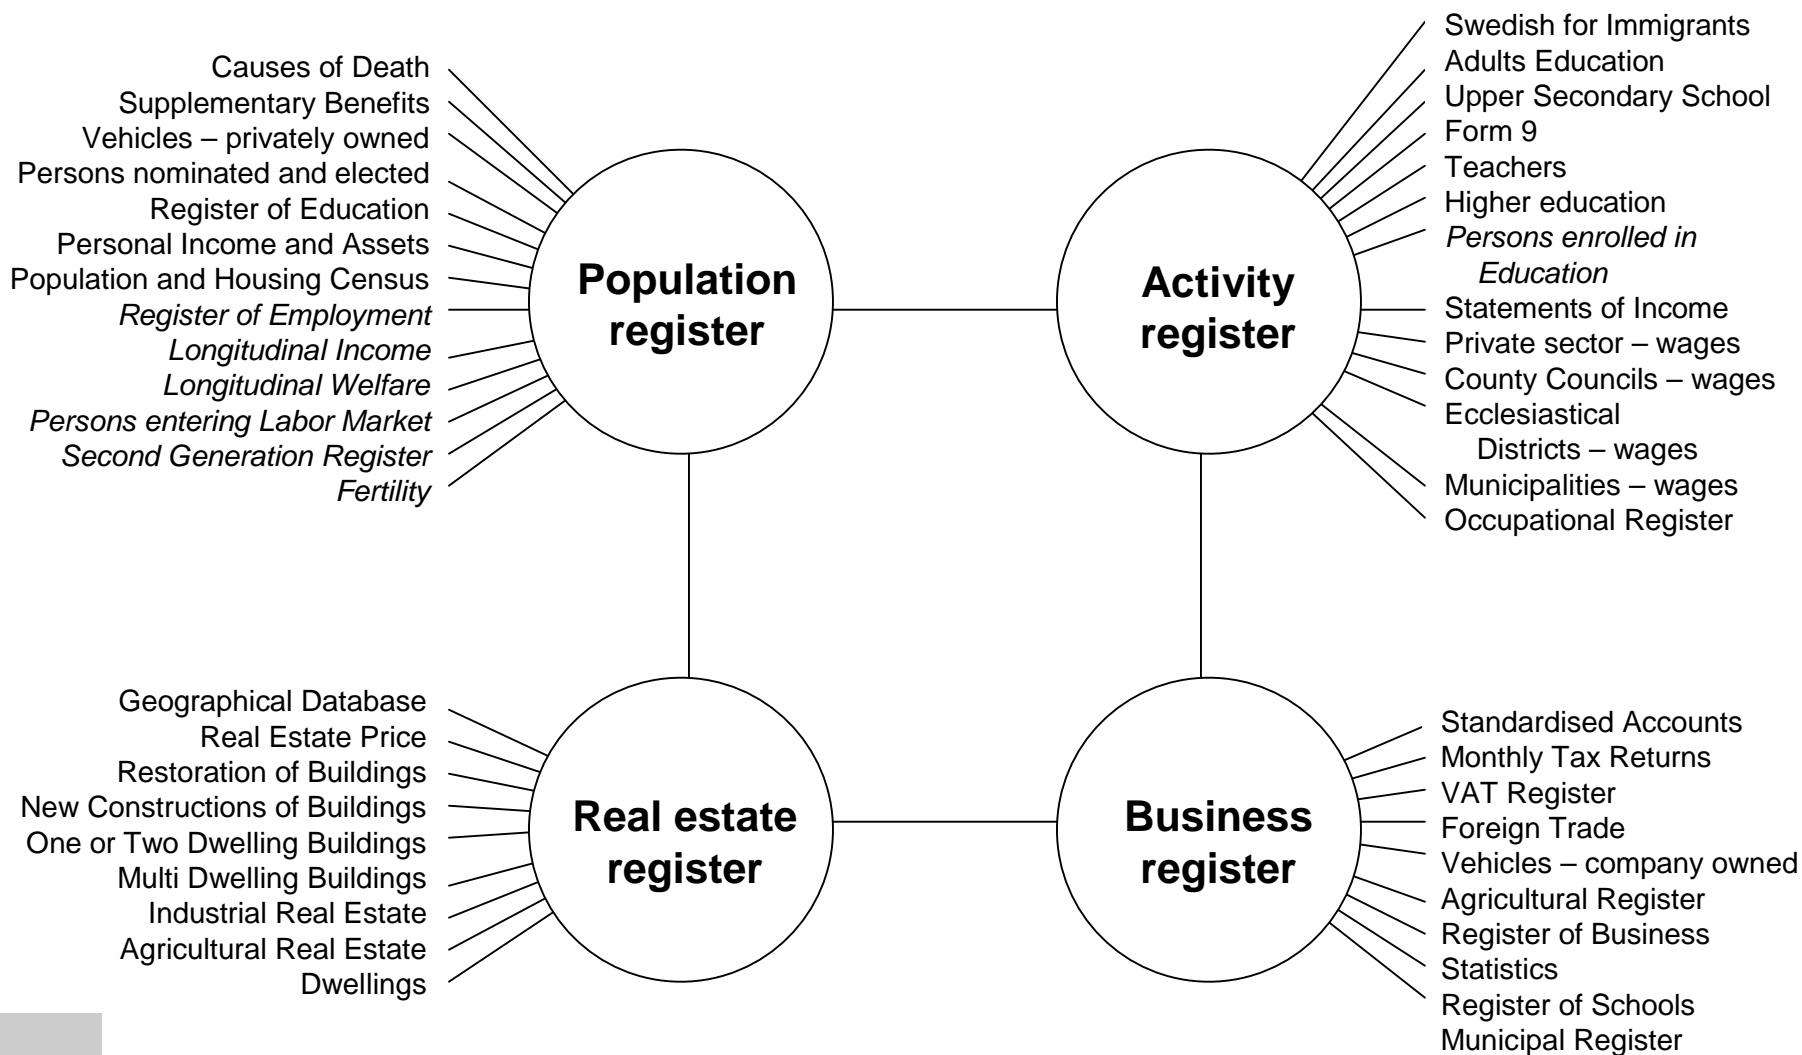 Causes of Death
Supplementary Benefits
Vehicles – privately owned
Persons nominated and elected
Register of Education
Personal Income and Assets
Population and Housing Census
Register of Employment
Longitudinal Income
Longitudinal Welfare
Persons entering Labor Market
Second Generation Register
Fertility
Population
register
Activity
register
Swedish for Immigrants
Adults Education
Upper Secondary School
Form 9
Teachers
Higher education
Persons enrolled in
Education
Statements of Income
Private sector – wages
County Councils – wages
Ecclesiastical
Districts – wages
Municipalities – wages
Occupational Register
Geographical Database
Real Estate Price
Restoration of Buildings
New Constructions of Buildings
One or Two Dwelling Buildings
Multi Dwelling Buildings
Industrial Real Estate
Agricultural Real Estate
Dwellings
Real estate
register
Business
register
Standardised Accounts
Monthly Tax Returns
VAT Register
Foreign Trade
Vehicles – company owned
Agricultural Register
Register of Business
Statistics
Register of Schools
Municipal Register